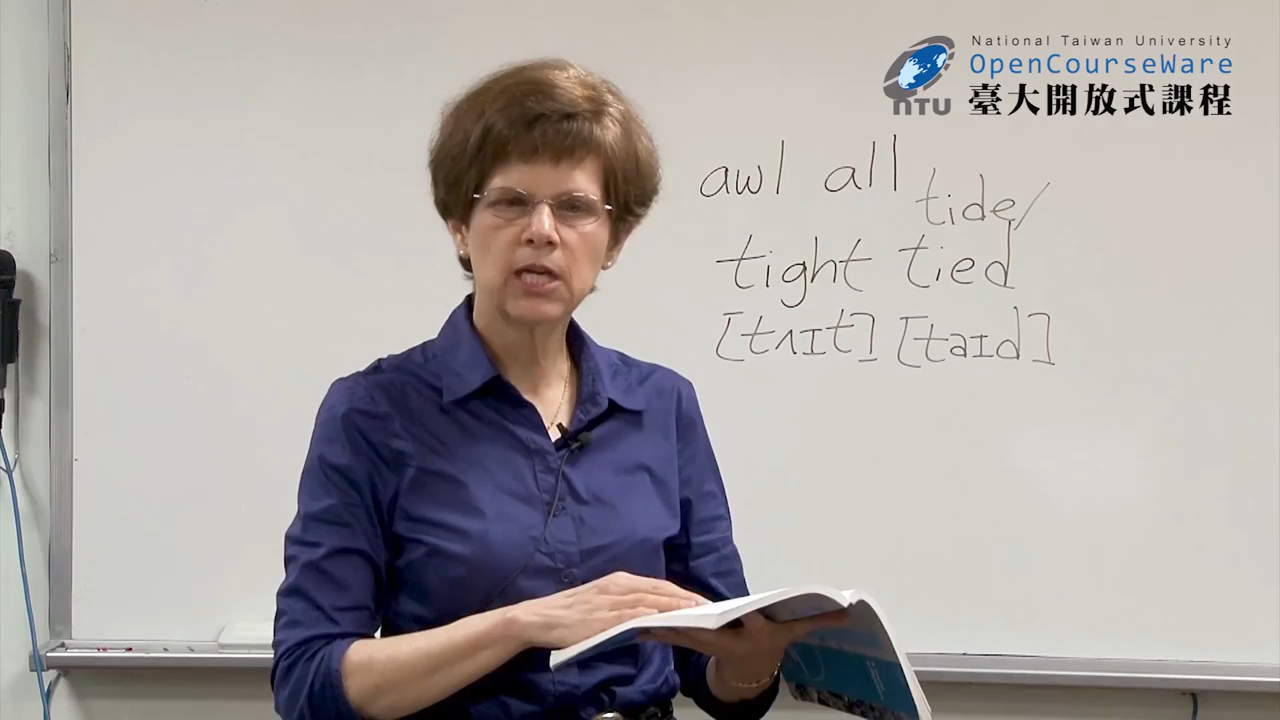 National Taiwan University
OpenCourseWare
NTU 臺大開放式課程
awl all
tide/
tight tied
[tʌɪt] [taɪd]